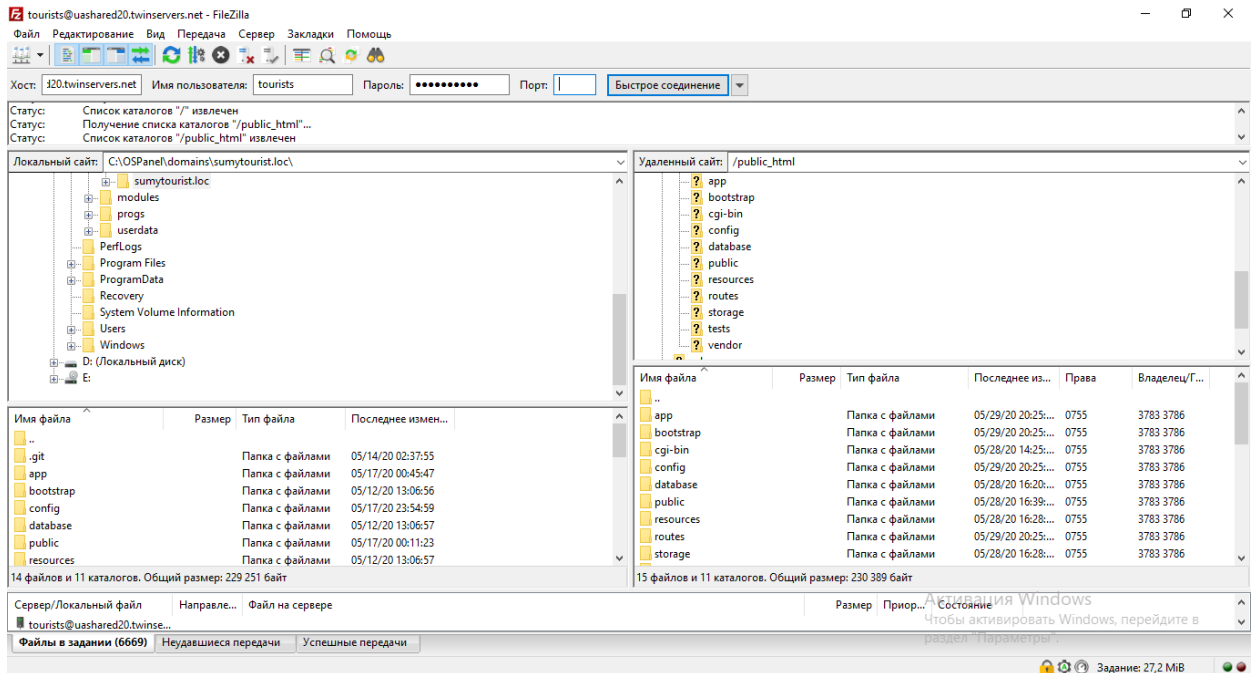 tourists@uashared20.twinservers.net - FileZilla
Файл Редактирование Вид Передача Сервер Закладки Помощь
Хост: 320.twinservers.net Имя пользователя: tourists Пароль: ●●●●●●●●●● Порт: Быстрое соединение
Статус: Список каталогов "/" извлечен
Статус: Получение списка каталогов "/public_html"...
Статус: Список каталогов "/public_html" извлечен
Локальный сайт: C:\OSPanel\domains\sumytourist.loc\
sumytourist.loc
modules
progs
userdata
PerfLogs
Program Files
ProgramData
Recovery
System Volume Information
Users
Windows
D: (Локальный диск)
E:
Имя файла Размер Тип файла Последнее измен...
..
.git Папка с файлами 05/14/20 02:37:55
app Папка с файлами 05/17/20 00:45:47
bootstrap Папка с файлами 05/12/20 13:06:56
config Папка с файлами 05/17/20 23:54:59
database Папка с файлами 05/12/20 13:06:57
public Папка с файлами 05/17/20 00:11:23
resources Папка с файлами 05/12/20 13:06:57
14 файлов и 11 каталогов. Общий размер: 229 251 байт
Удаленный сайт: /public_html
app
bootstrap
cgi-bin
config
database
public
resources
routes
storage
tests
vendor
Имя файла Размер Тип файла Последнее из... Права Владелец/Г...
..
app Папка с файлами 05/29/20 20:25:... 0755 3783 3786
bootstrap Папка с файлами 05/29/20 20:25:... 0755 3783 3786
cgi-bin Папка с файлами 05/28/20 14:25:... 0755 3783 3786
config Папка с файлами 05/29/20 20:25:... 0755 3783 3786
database Папка с файлами 05/28/20 16:20:... 0755 3783 3786
public Папка с файлами 05/28/20 16:39:... 0755 3783 3786
resources Папка с файлами 05/28/20 16:28:... 0755 3783 3786
routes Папка с файлами 05/29/20 20:25:... 0755 3783 3786
storage Папка с файлами 05/28/20 16:28:... 0755 3783 3786
15 файлов и 11 каталогов. Общий размер: 230 389 байт
Сервер/Локальный файл Направле... Файл на сервере Размер Приор... Состояние
tourists@uashared20.twinse...
Активация Windows
Чтобы активировать Windows, перейдите в
раздел "Параметры".
Файлы в задании (6669) Неудавшиеся передачи Успешные передачи
Задание: 27,2 MiB